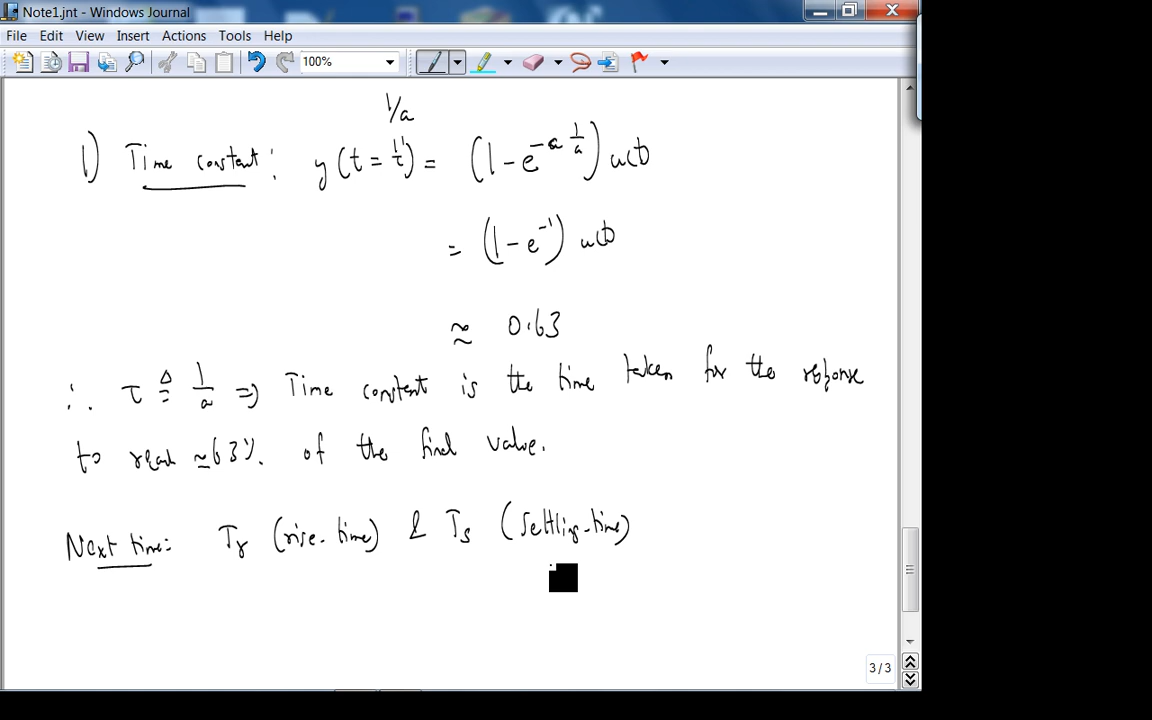 Note1.jnt - Windows Journal
File Edit View Insert Actions Tools Help
100%
1/a
1) Time constant: y(t = τ) = (1 - e^{-a 1/a}) u(t)
= (1 - e^{-1}) u(t)
≈ 0.63
∴ τ ≜ 1/a => Time constant is the time taken for the response
to reach ≈63% of the final value.
Next time: Tr (rise-time) & Ts (settling-time)
3 / 3